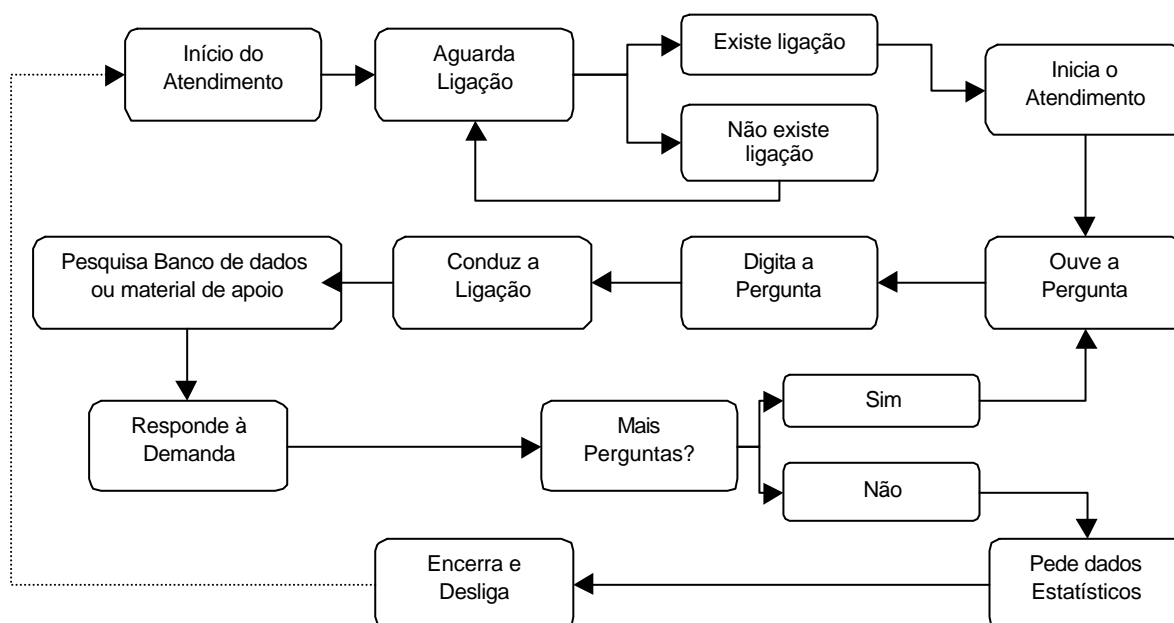 Início do
Atendimento
Aguarda
Ligação
Existe ligação
Não existe
ligação
Inicia o
Atendimento
Ouve a
Pergunta
Digita a
Pergunta
Conduz a
Ligação
Pesquisa Banco de dados
ou material de apoio
Responde à
Demanda
Mais
Perguntas?
Sim
Não
Pede dados
Estatísticos
Encerra e
Desliga